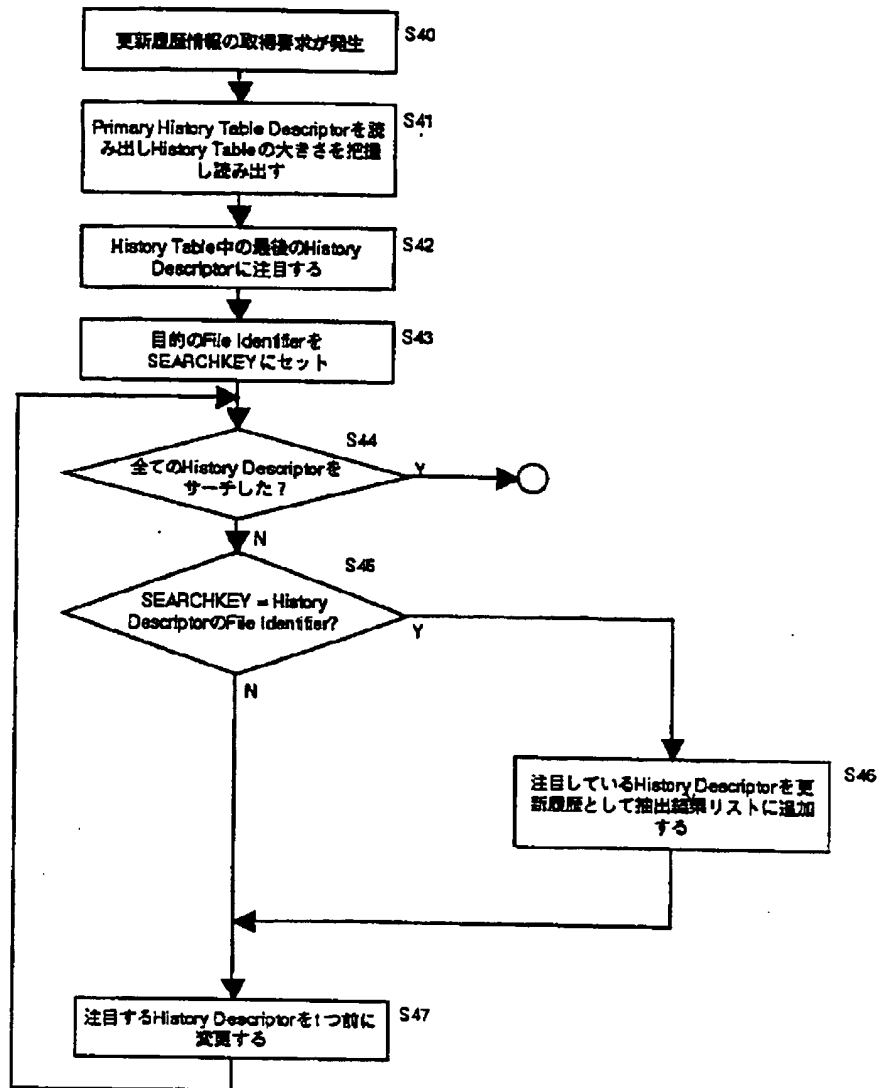 更新履歴情報の取得要求が発生
S40
Primary History Table Descriptorを読
み出しHistory Tableの大きさを把握
し読み出す
S41
History Table中の最後のHistory
Descriptorに注目する
S42
目的のFile Identifierを
SEARCHKEYにセット
S43
S44
全てのHistory Descriptorを
サーチした?
Y
N
S45
SEARCHKEY = History
DescriptorのFile Identifier?
Y
N
注目しているHistory Descriptorを更
新履歴として抽出結果リストに追加
する
S46
注目するHistory Descriptorを1つ前に
変更する
S47